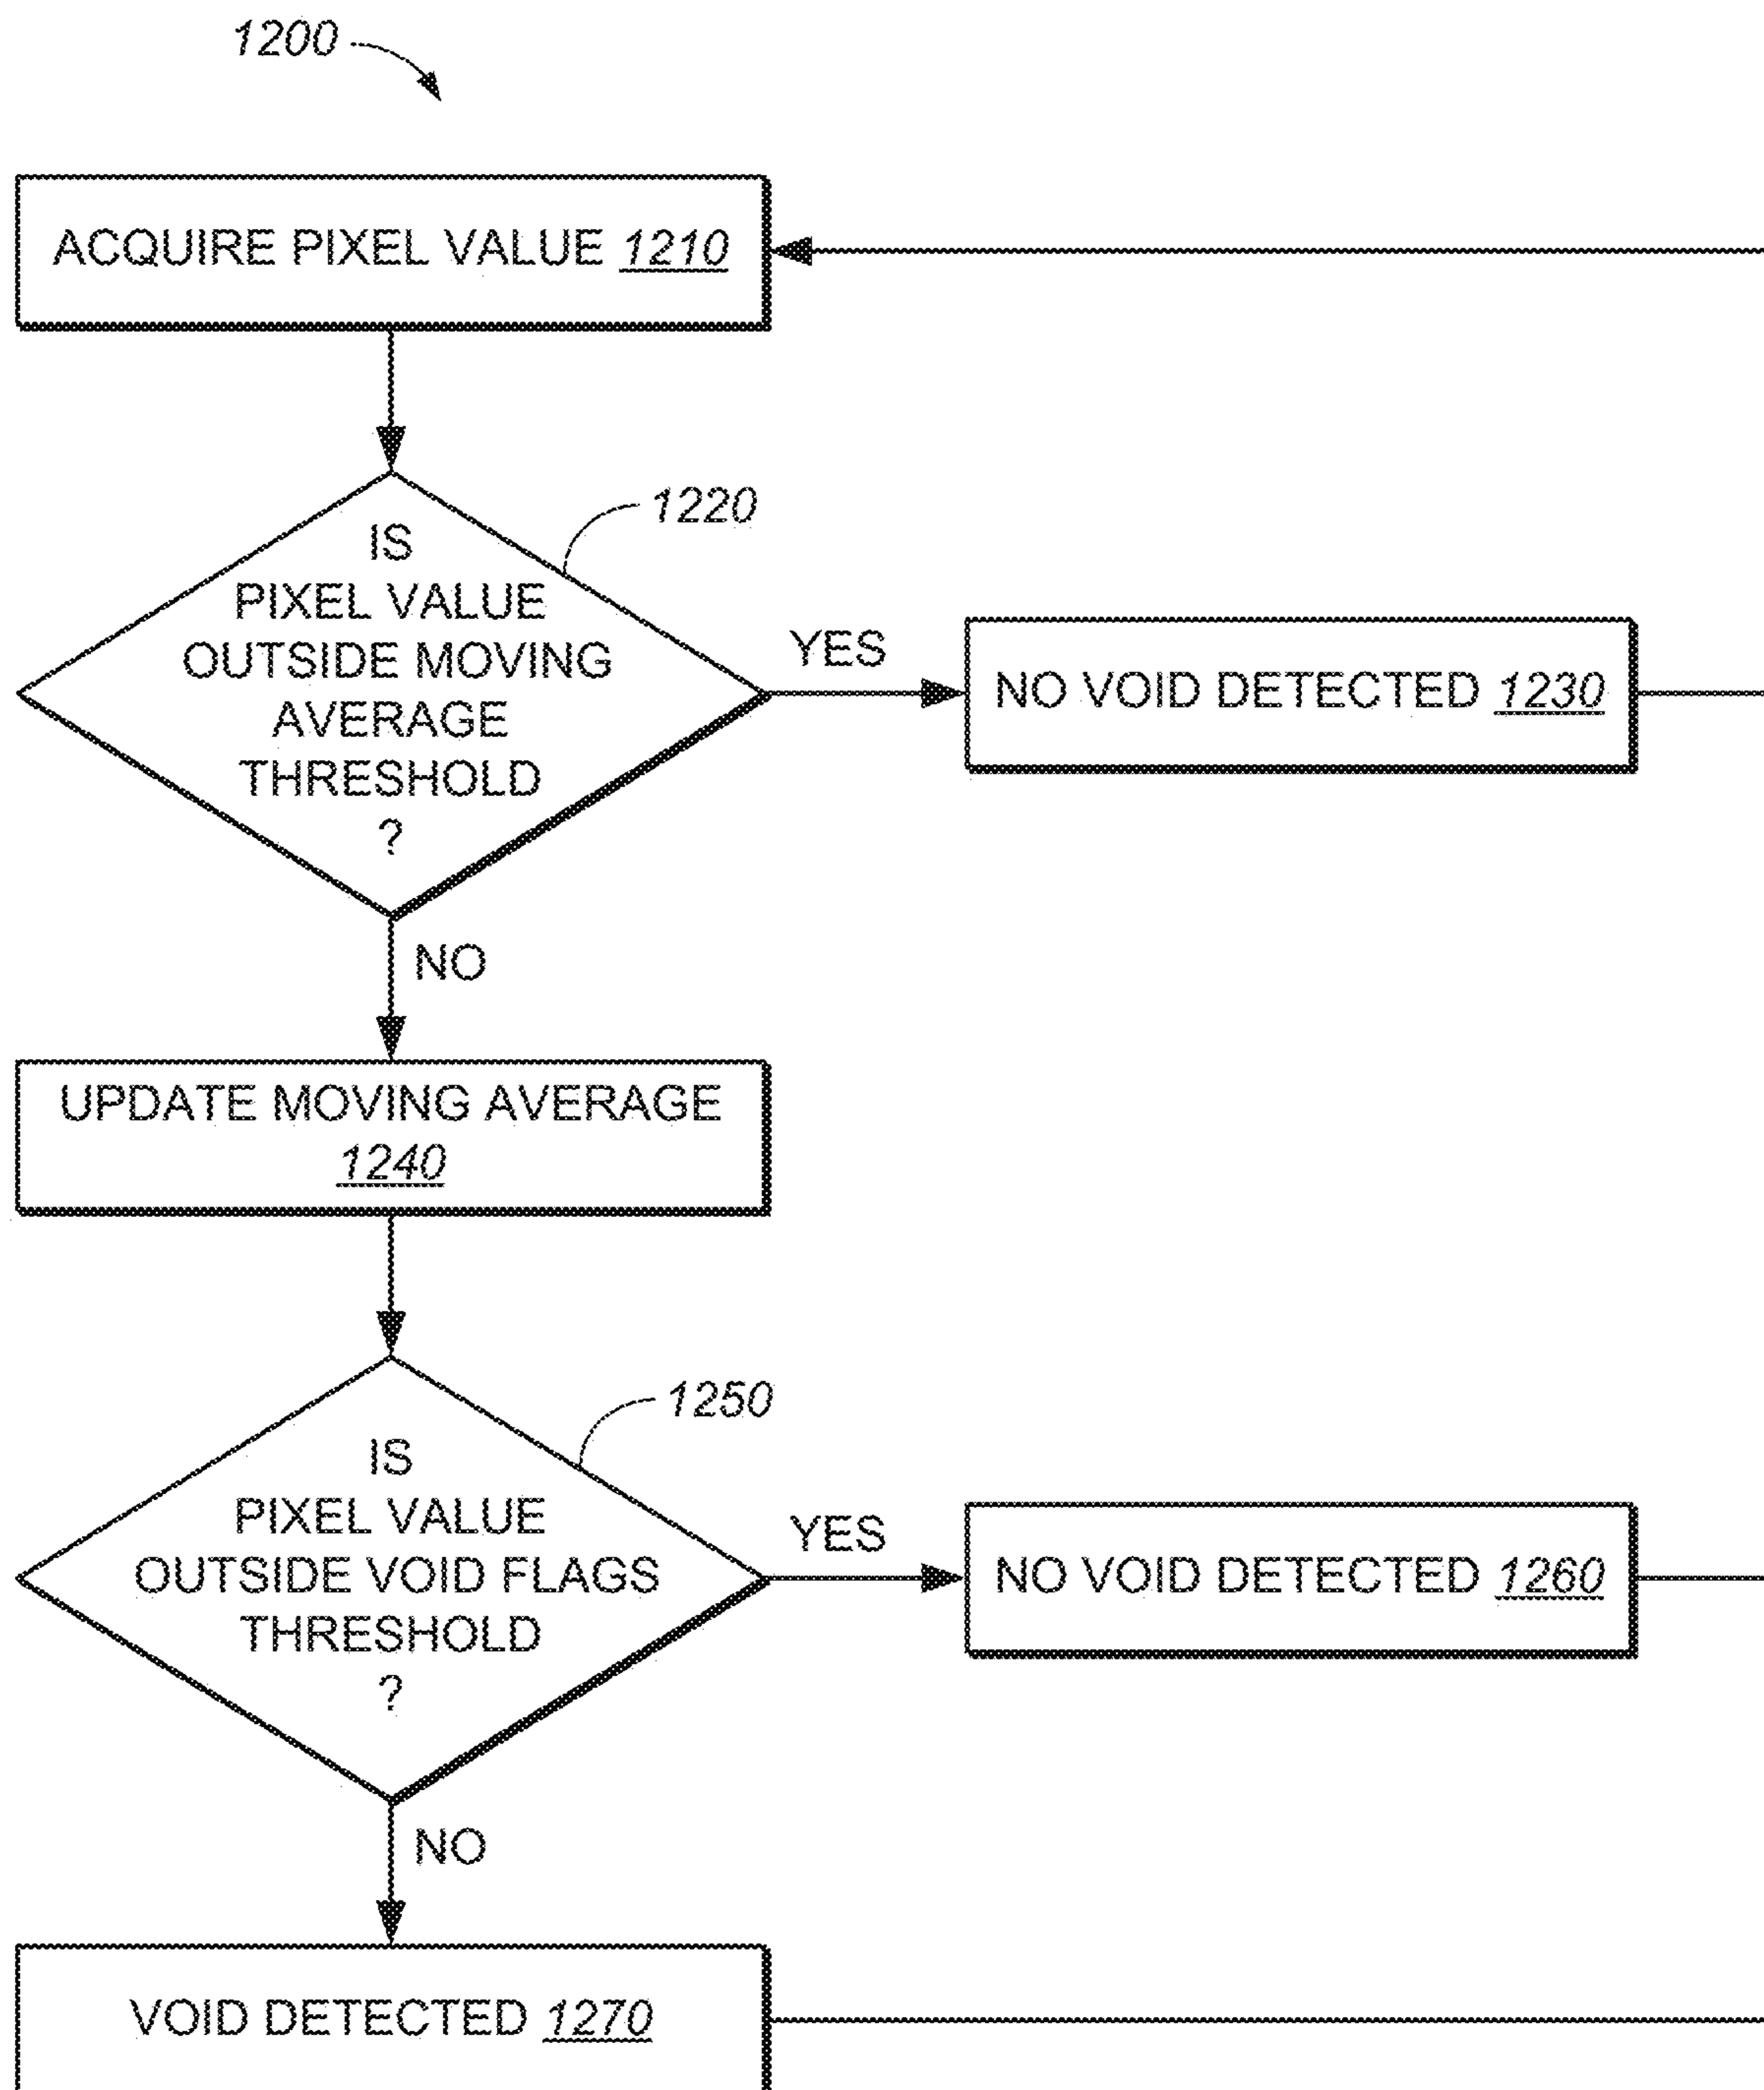 1200
ACQUIRE PIXEL VALUE 1210
1220
IS
PIXEL VALUE
OUTSIDE MOVING
AVERAGE
THRESHOLD
?
YES
NO VOID DETECTED 1230
NO
UPDATE MOVING AVERAGE
1240
1250
IS
PIXEL VALUE
OUTSIDE VOID FLAGS
THRESHOLD
?
YES
NO VOID DETECTED 1260
NO
VOID DETECTED 1270